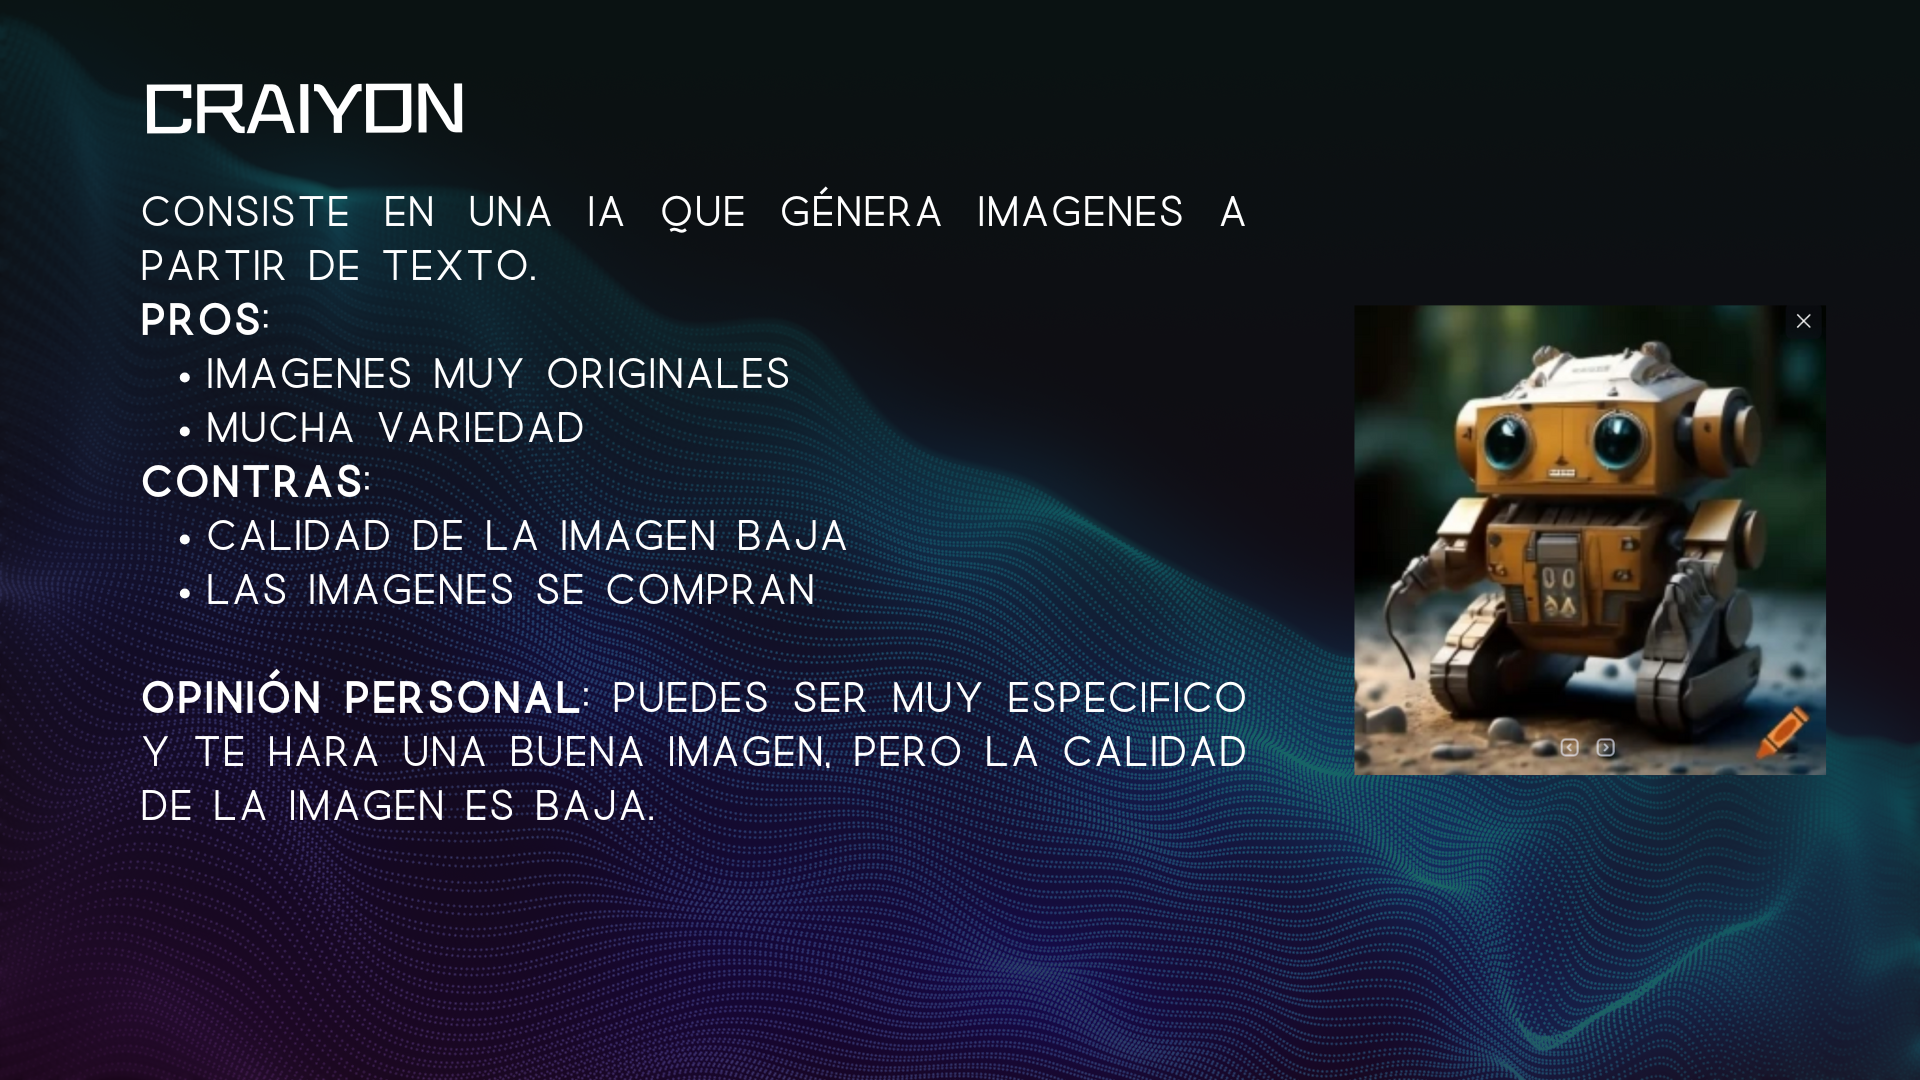 CRAIYON
CONSISTE EN UNA IA QUE GÉNERA IMAGENES A
PARTIR DE TEXTO.
PROS:
• IMAGENES MUY ORIGINALES
• MUCHA VARIEDAD
CONTRAS:
• CALIDAD DE LA IMAGEN BAJA
• LAS IMAGENES SE COMPRAN
OPINIÓN PERSONAL: PUEDES SER MUY ESPECIFICO
Y TE HARA UNA BUENA IMAGEN, PERO LA CALIDAD
DE LA IMAGEN ES BAJA.